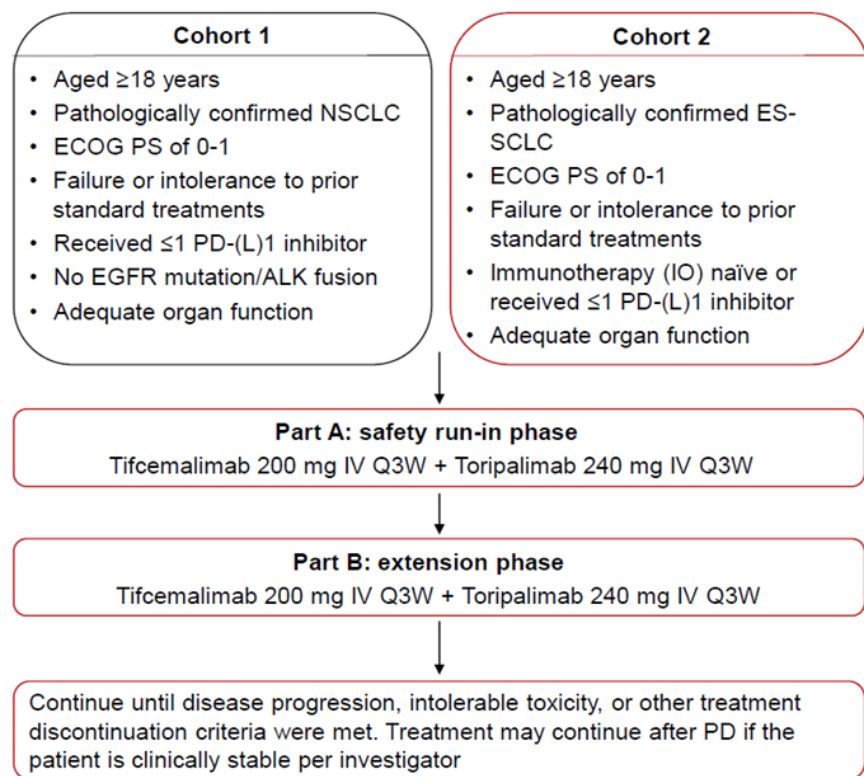 Cohort 1
• Aged ≥18 years
• Pathologically confirmed NSCLC
• ECOG PS of 0-1
• Failure or intolerance to prior
standard treatments
• Received ≤1 PD-(L)1 inhibitor
• No EGFR mutation/ALK fusion
• Adequate organ function
Cohort 2
• Aged ≥18 years
• Pathologically confirmed ES-
SCLC
• ECOG PS of 0-1
• Failure or intolerance to prior
standard treatments
• Immunotherapy (IO) naïve or
received ≤1 PD-(L)1 inhibitor
• Adequate organ function
Part A: safety run-in phase
Tifcemalimab 200 mg IV Q3W + Toripalimab 240 mg IV Q3W
Part B: extension phase
Tifcemalimab 200 mg IV Q3W + Toripalimab 240 mg IV Q3W
Continue until disease progression, intolerable toxicity, or other treatment
discontinuation criteria were met. Treatment may continue after PD if the
patient is clinically stable per investigator